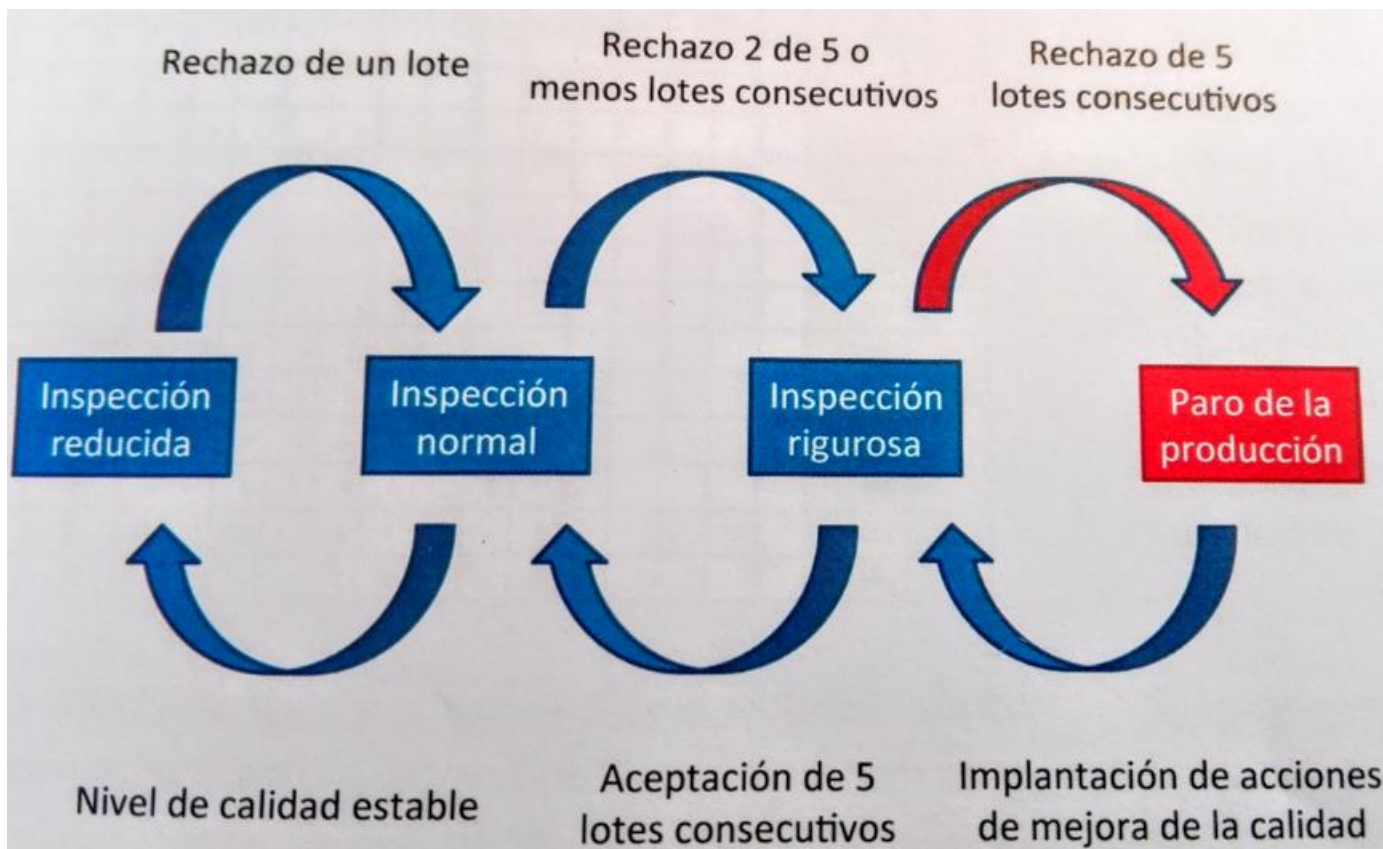 Rechazo de un lote
Rechazo 2 de 5 o
menos lotes consecutivos
Rechazo de 5
lotes consecutivos
Inspección
reducida
Inspección
normal
Inspección
rigurosa
Paro de la
producción
Nivel de calidad estable
Aceptación de 5
lotes consecutivos
Implantación de acciones
de mejora de la calidad